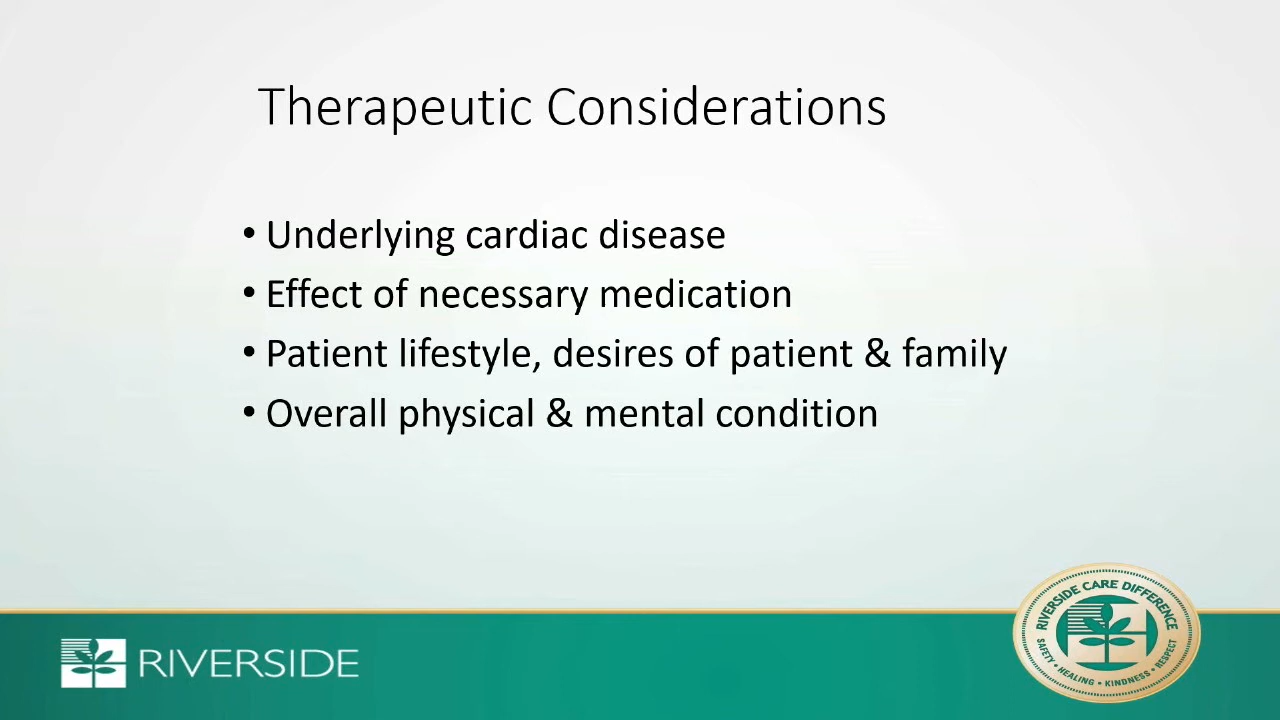 Therapeutic Considerations
• Underlying cardiac disease
• Effect of necessary medication
• Patient lifestyle, desires of patient & family
• Overall physical & mental condition
RIVERSIDE
RIVERSIDE CARE DIFFERENCE
SAFETY • HEALING • KINDNESS • RESPECT